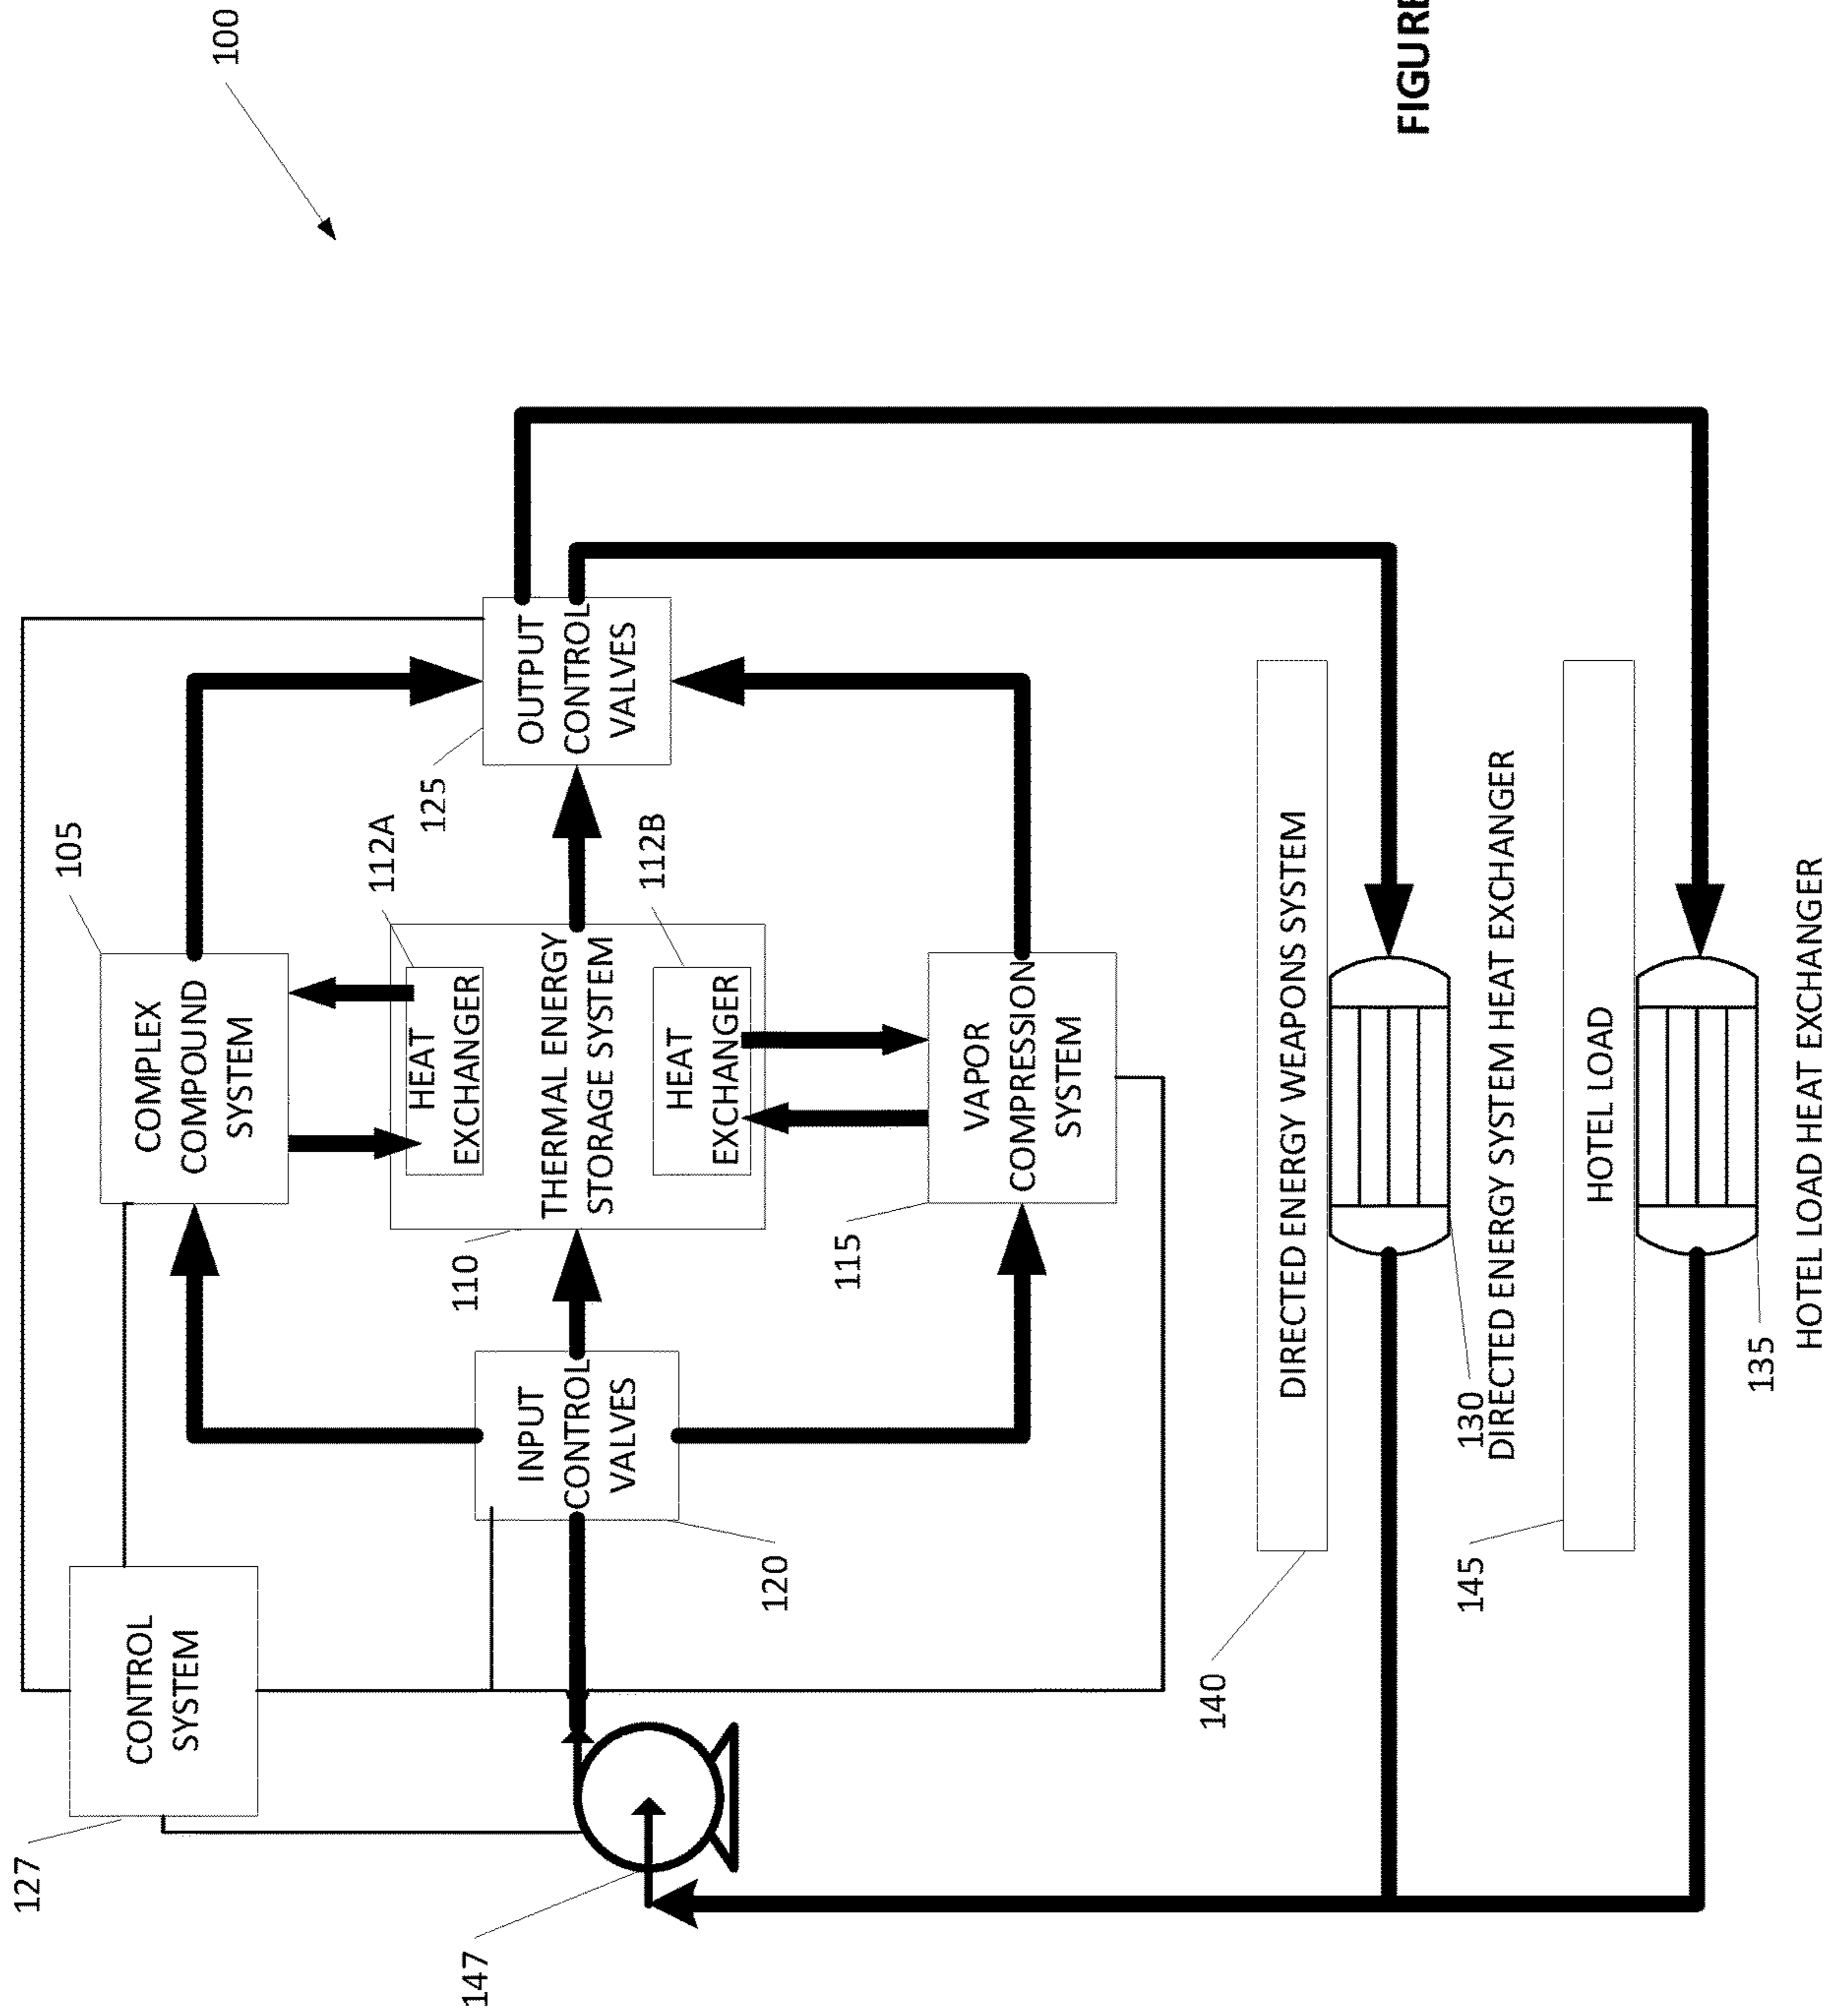 127
CONTROL
SYSTEM
105
COMPLEX
COMPOUND
SYSTEM
100
112A
HEAT
EXCHANGER
125
147
INPUT
CONTROL
VALVES
110
THERMAL ENERGY
STORAGE SYSTEM
OUTPUT
CONTROL
VALVES
112B
HEAT
EXCHANGER
120
115
VAPOR
COMPRESSION
SYSTEM
140
DIRECTED ENERGY WEAPONS SYSTEM
130
DIRECTED ENERGY SYSTEM HEAT EXCHANGER
FIGURE
145
HOTEL LOAD
135
HOTEL LOAD HEAT EXCHANGER